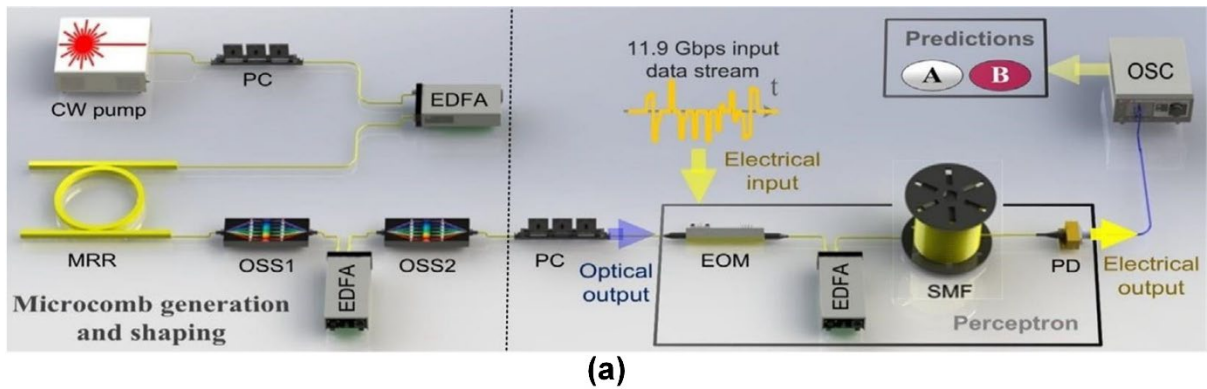 CW pump
PC
EDFA
MRR
OSS1
EDFA
OSS2
Microcomb generation
and shaping
PC
Optical
output
11.9 Gbps input
data stream
t
Electrical
input
EOM
EDFA
SMF
PD
Perceptron
Electrical
output
Predictions
A B
OSC
(a)